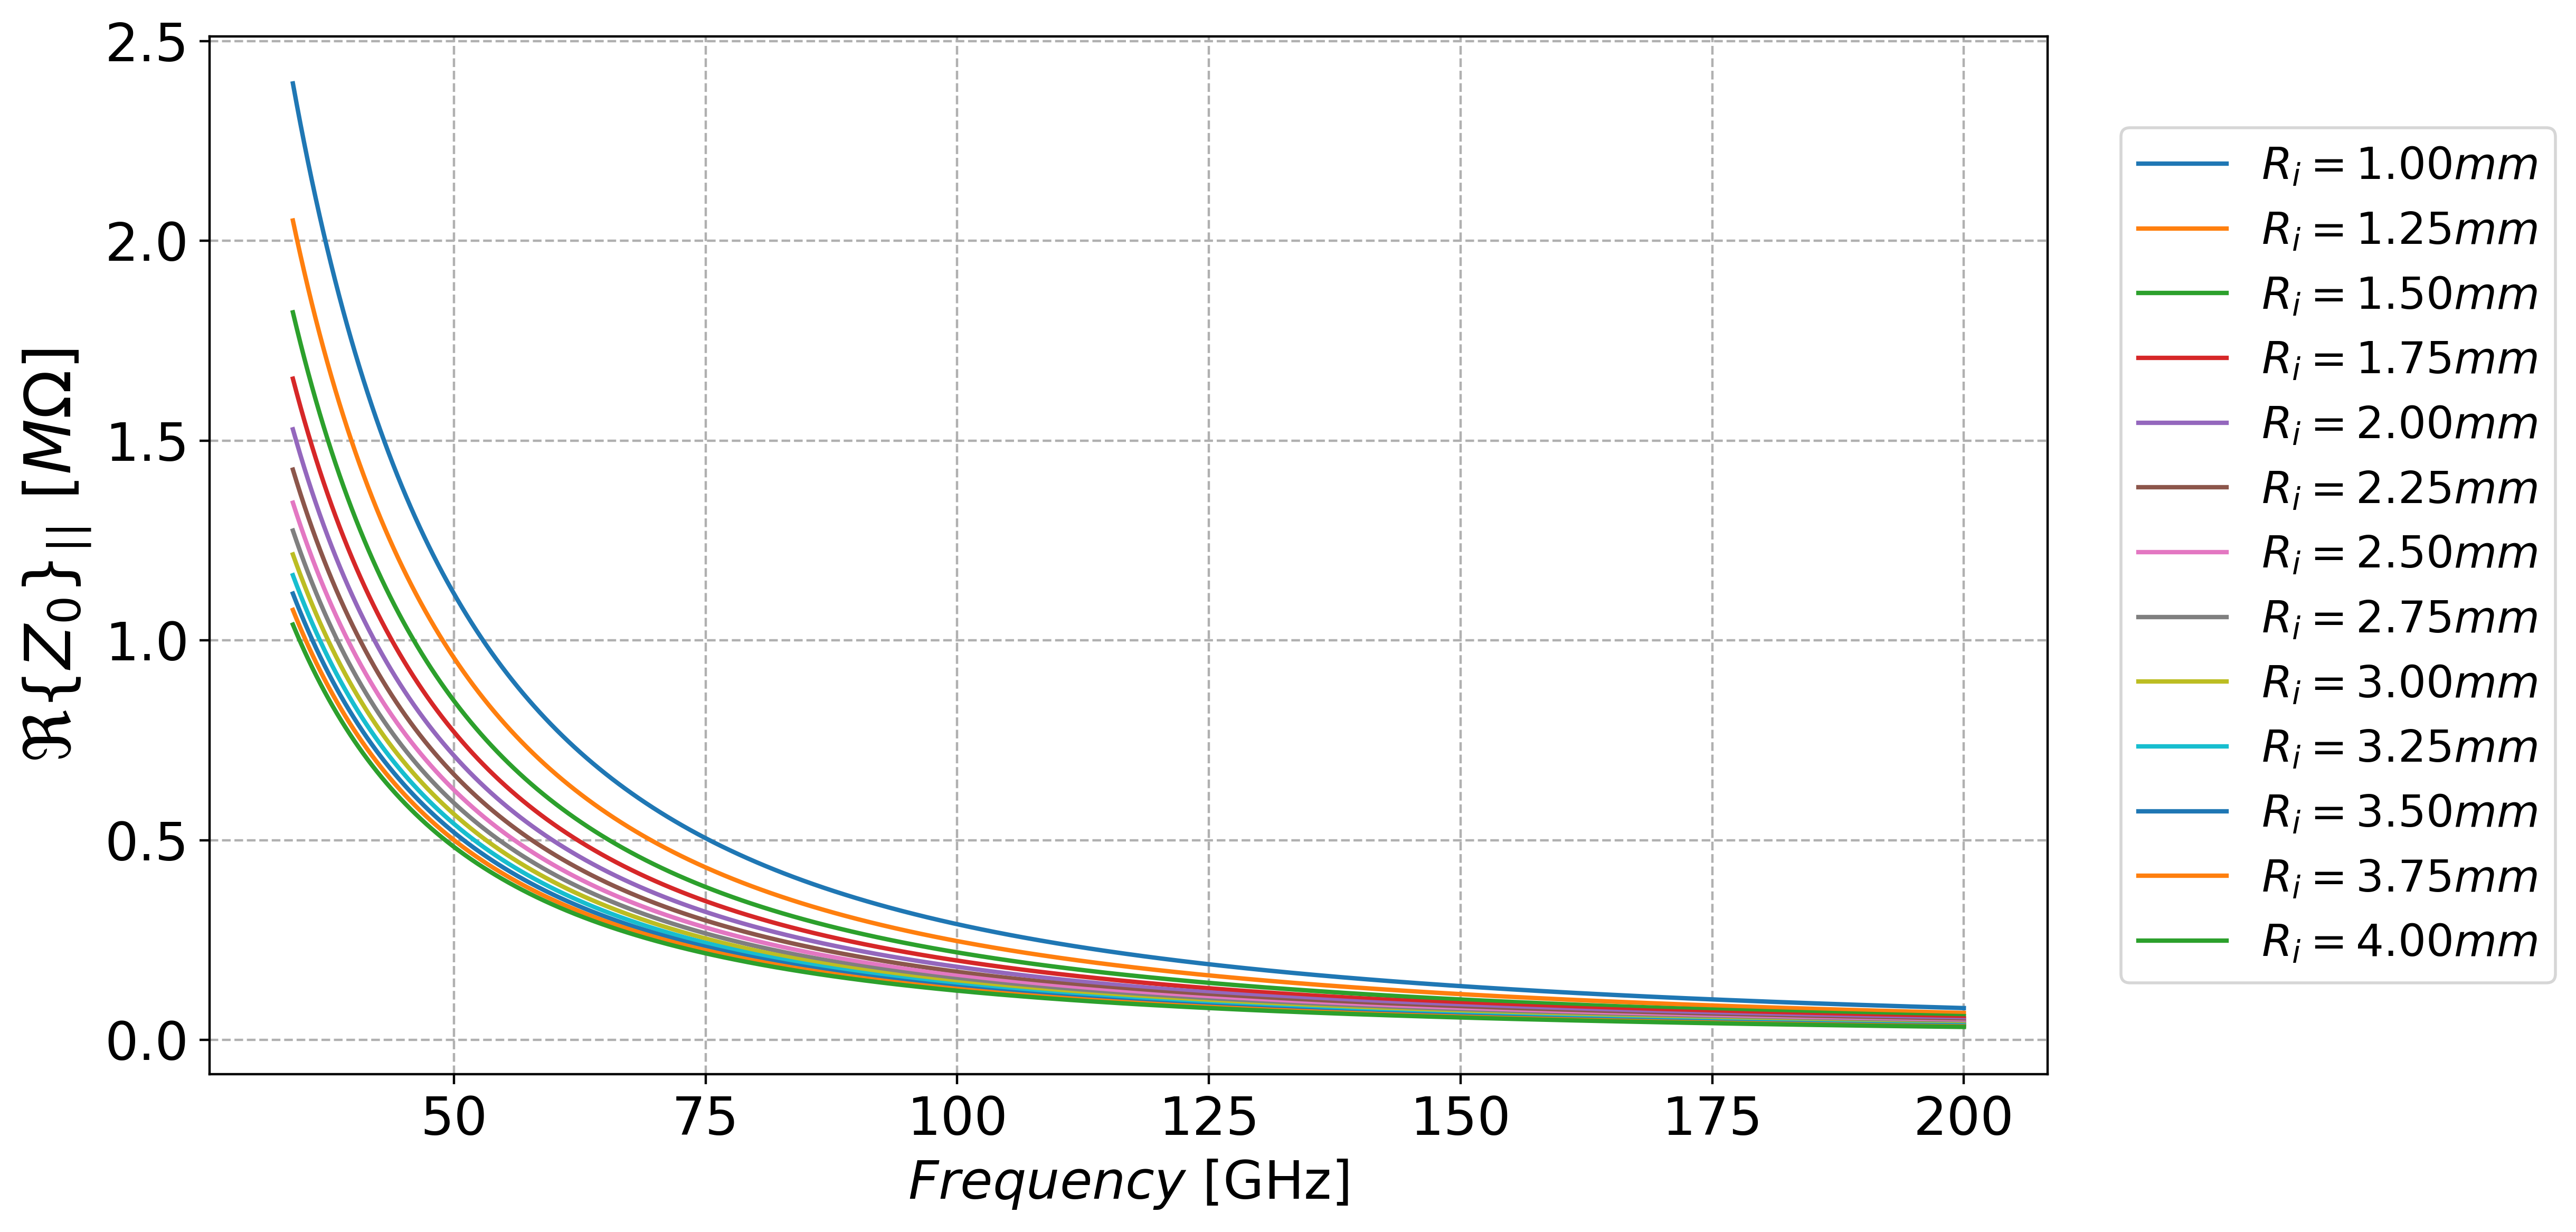 2.5
2.0
1.5
1.0
0.5
0.0
ℜ{Z₀}|| [MΩ]
50 75 100 125 150 175 200
Frequency [GHz]
Rᵢ = 1.00mm
Rᵢ = 1.25mm
Rᵢ = 1.50mm
Rᵢ = 1.75mm
Rᵢ = 2.00mm
Rᵢ = 2.25mm
Rᵢ = 2.50mm
Rᵢ = 2.75mm
Rᵢ = 3.00mm
Rᵢ = 3.25mm
Rᵢ = 3.50mm
Rᵢ = 3.75mm
Rᵢ = 4.00mm